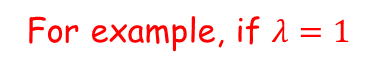 For example, if λ = 1